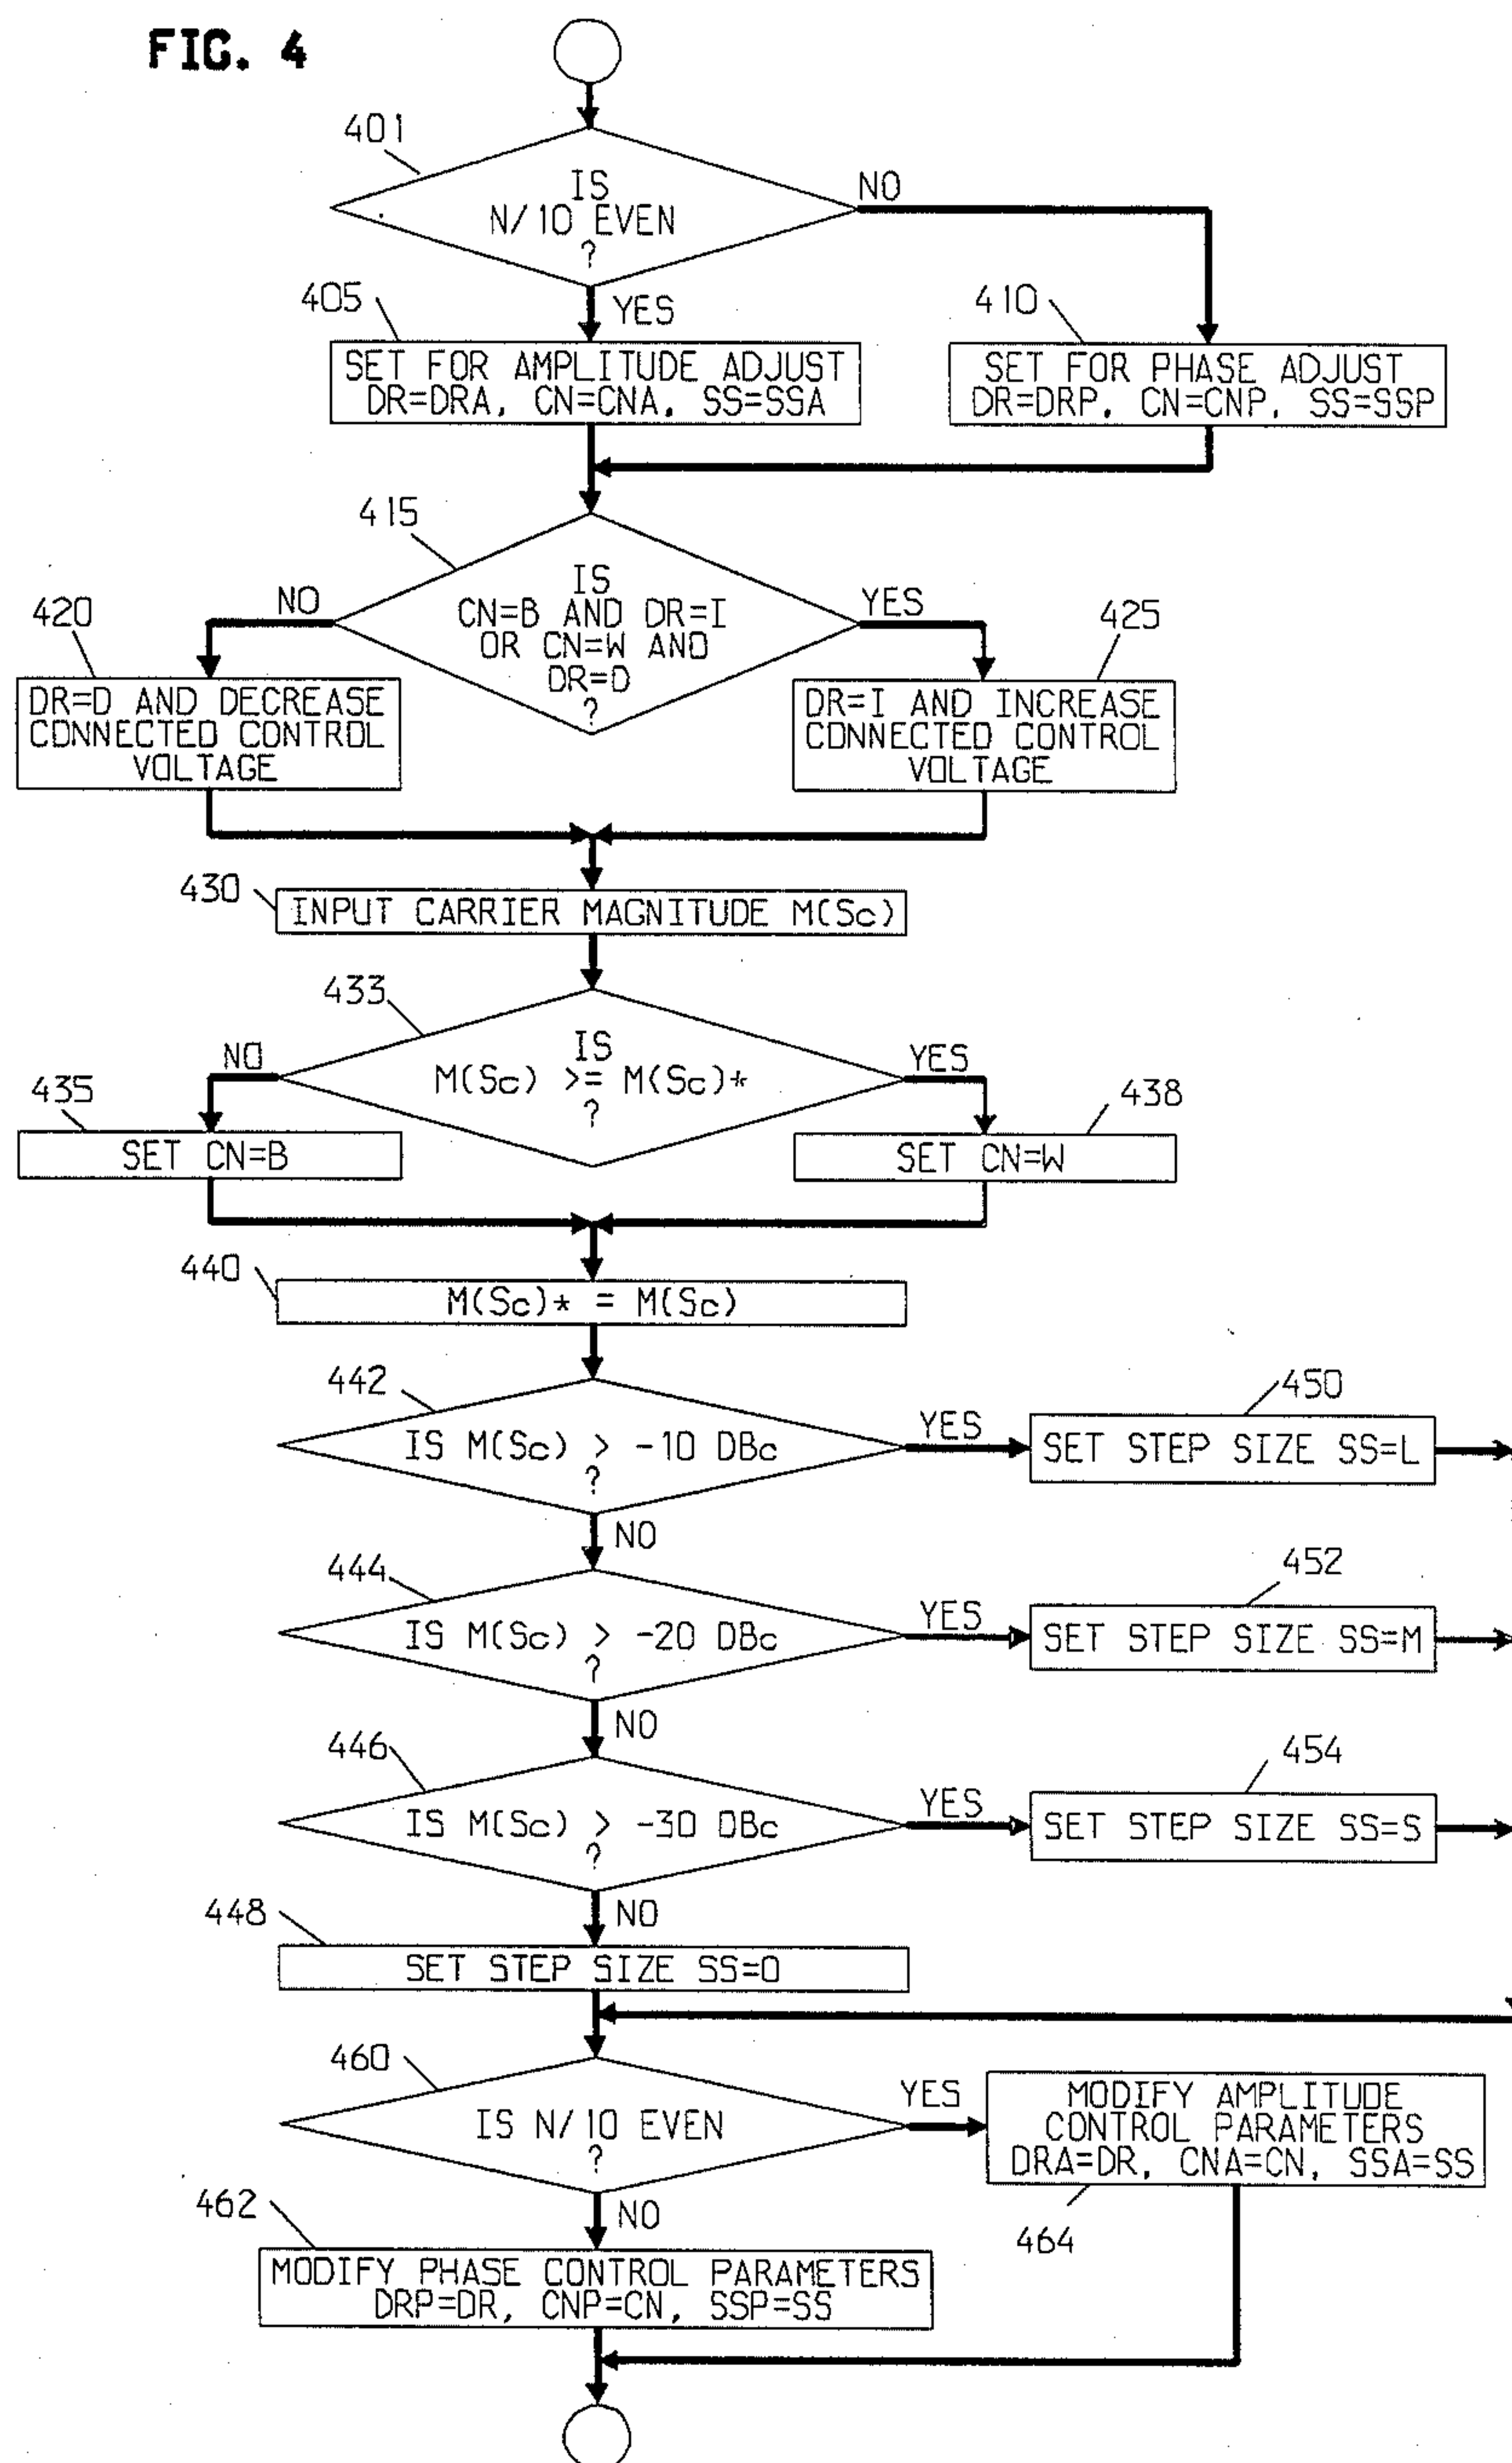 FIG. 4
401
IS
N/10 EVEN
?
NO
YES
405
SET FOR AMPLITUDE ADJUST
DR=DRA, CN=CNA, SS=SSA
410
SET FOR PHASE ADJUST
DR=DRP, CN=CNP, SS=SSP
415
IS
CN=B AND DR=I
OR CN=W AND
DR=D
?
NO
YES
420
DR=D AND DECREASE
CONNECTED CONTROL
VOLTAGE
425
DR=I AND INCREASE
CONNECTED CONTROL
VOLTAGE
430
INPUT CARRIER MAGNITUDE M(Sc)
433
IS
M(Sc) >= M(Sc)*
?
NO
YES
435
SET CN=B
438
SET CN=W
440
M(Sc)* = M(Sc)
442
IS M(Sc) > -10 DBc
?
YES
450
SET STEP SIZE SS=L
NO
444
IS M(Sc) > -20 DBc
?
YES
452
SET STEP SIZE SS=M
NO
446
IS M(Sc) > -30 DBc
?
YES
454
SET STEP SIZE SS=S
NO
448
SET STEP SIZE SS=0
460
IS N/10 EVEN
?
YES
MODIFY AMPLITUDE
CONTROL PARAMETERS
DRA=DR, CNA=CN, SSA=SS
464
NO
462
MODIFY PHASE CONTROL PARAMETERS
DRP=DR, CNP=CN, SSP=SS